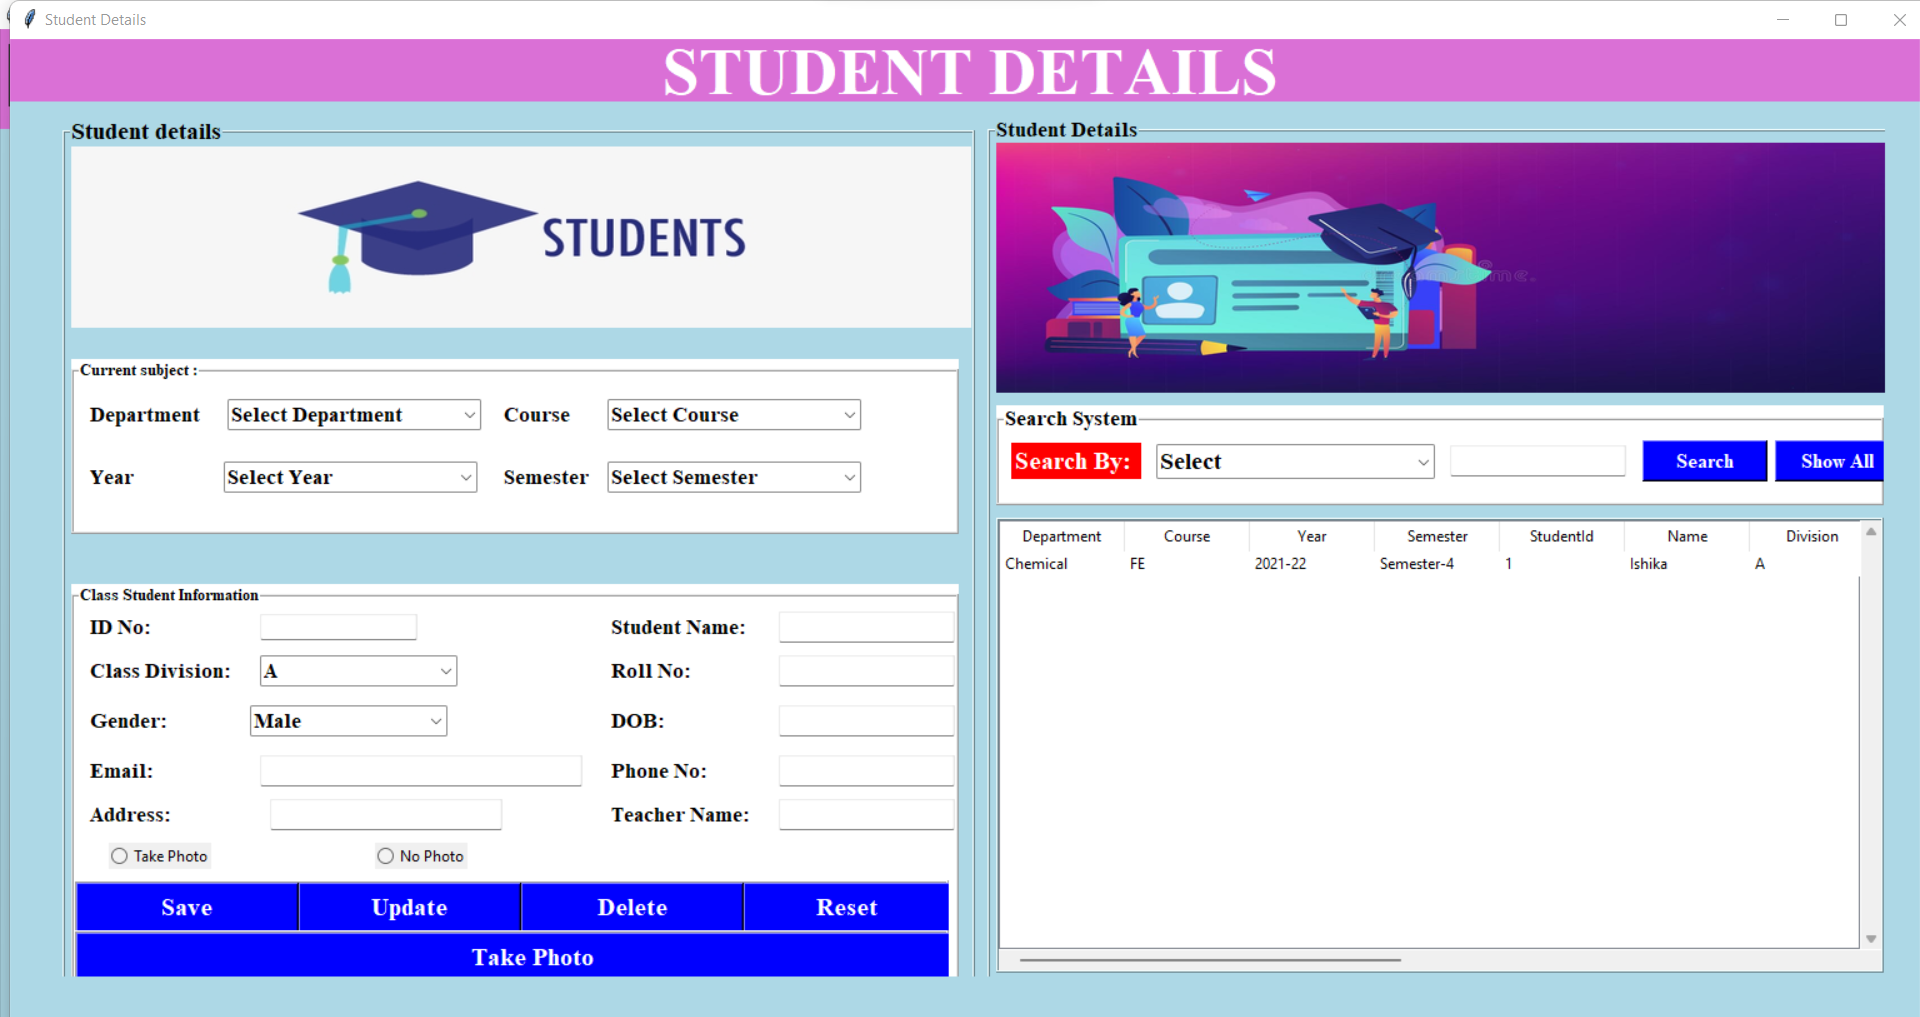 Student Details
STUDENT DETAILS
Student details
STUDENTS
Current subject :
Department Select Department Course Select Course
Year Select Year Semester Select Semester
Class Student Information
ID No: Student Name:
Class Division: A Roll No:
Gender: Male DOB:
Email: Phone No:
Address: Teacher Name:
Take Photo No Photo
Save Update Delete Reset
Take Photo
Student Details
Search System
Search By: Select Search Show All
Department Course Year Semester StudentId Name Division
Chemical FE 2021-22 Semester-4 1 Ishika A